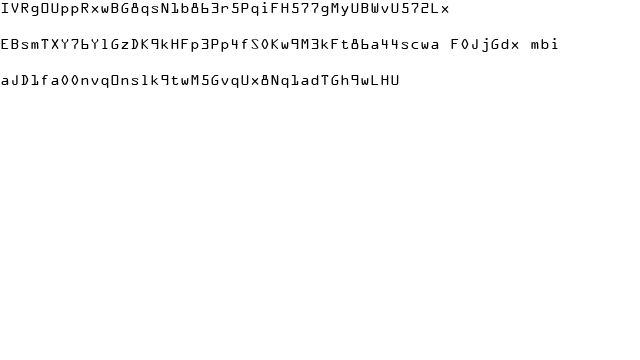 IVRgOUppRxwBG8qsN1b863r5PqiFH577gMyUBWvU572Lx
EBsmTXY76Y1GzDK9kHFp3Pp4fS0Kw9M3kFt86a44scwa F0JjGdx mbi
aJD1fa00nvqOns1k9twM5GvqUx8Nq1adTGh9wLHU